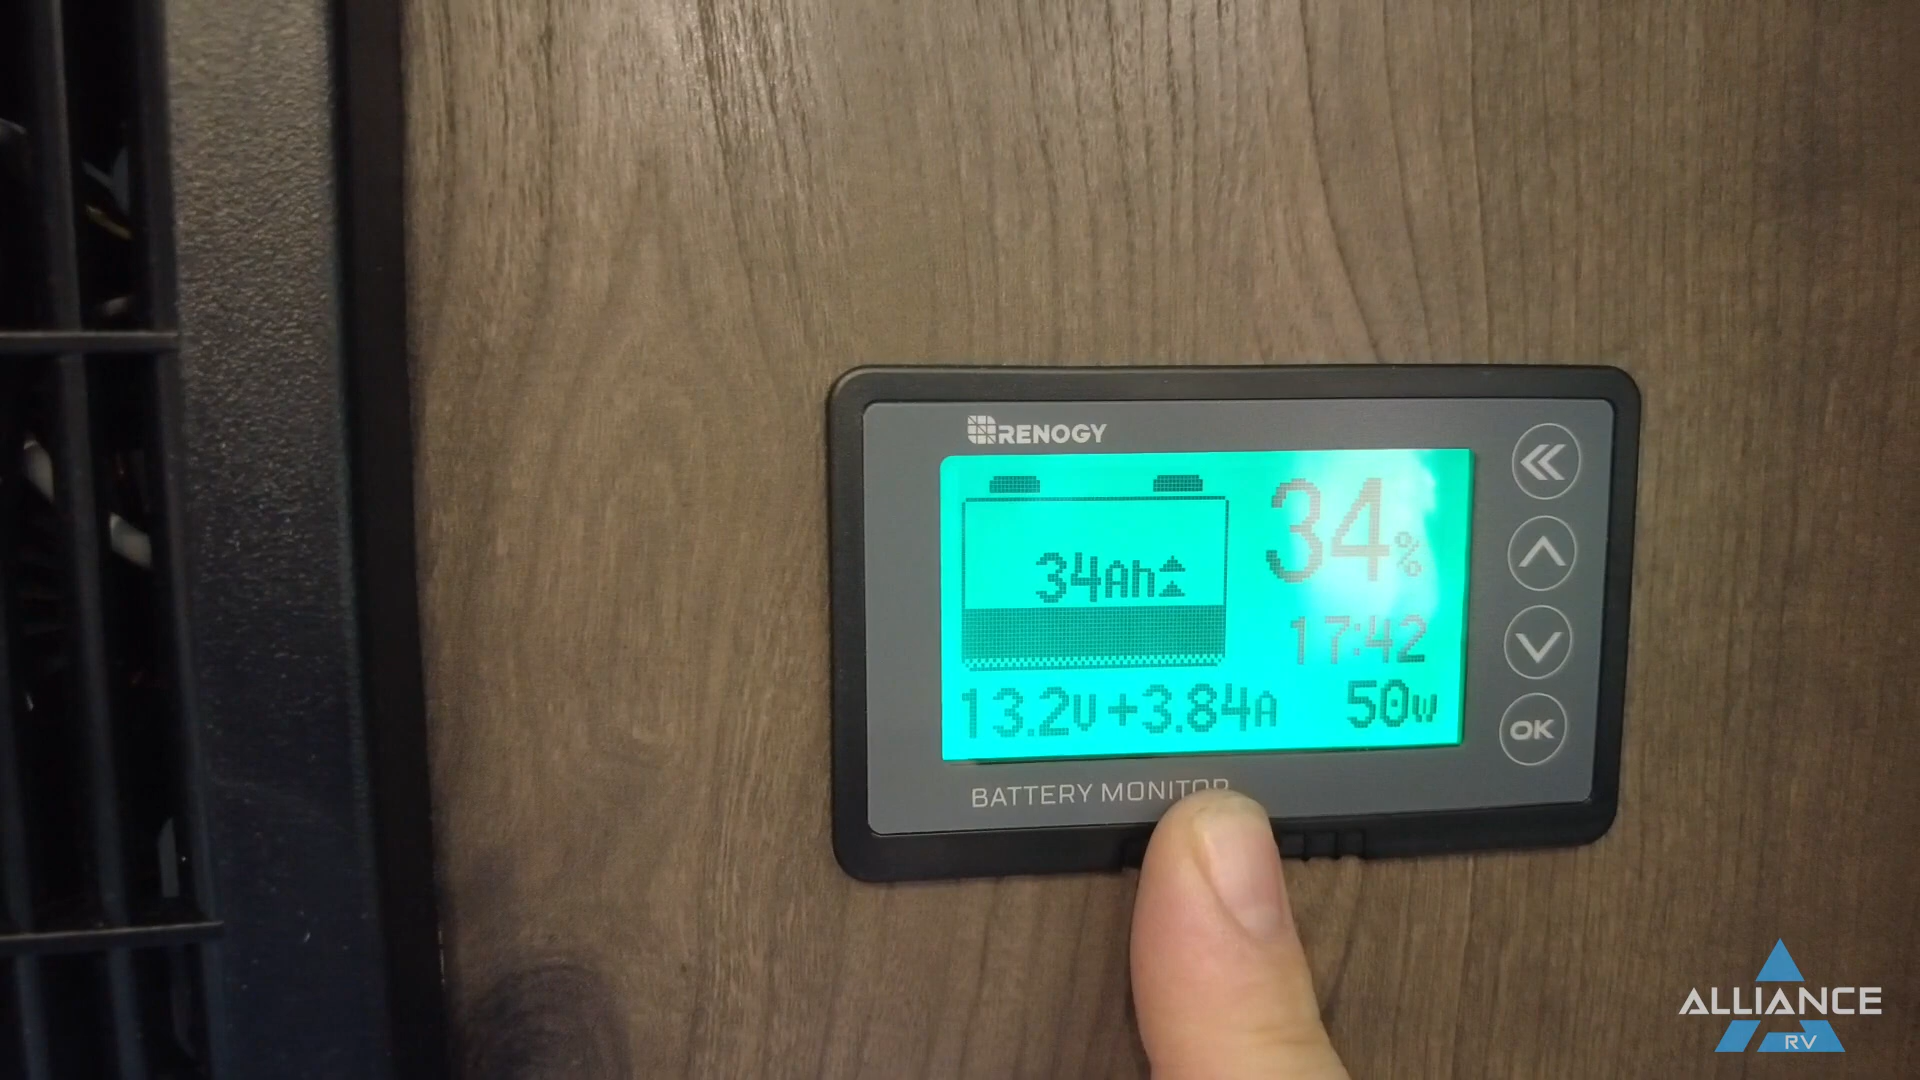 RENOGY
34Ah
34%
17:42
13.2V +3.84A 50W
BATTERY MONITOR
OK
ALLIANCE
RV